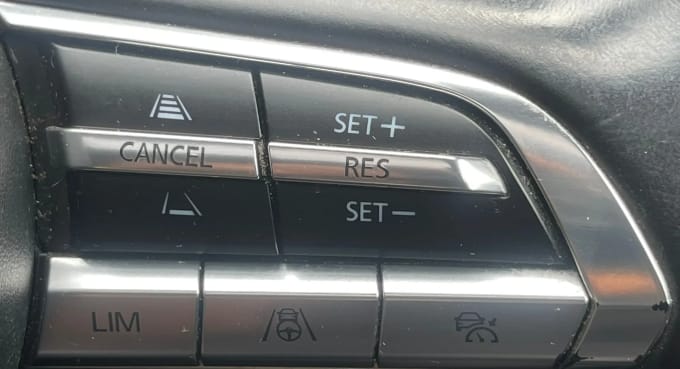 SET+
CANCEL
RES
SET-
LIM